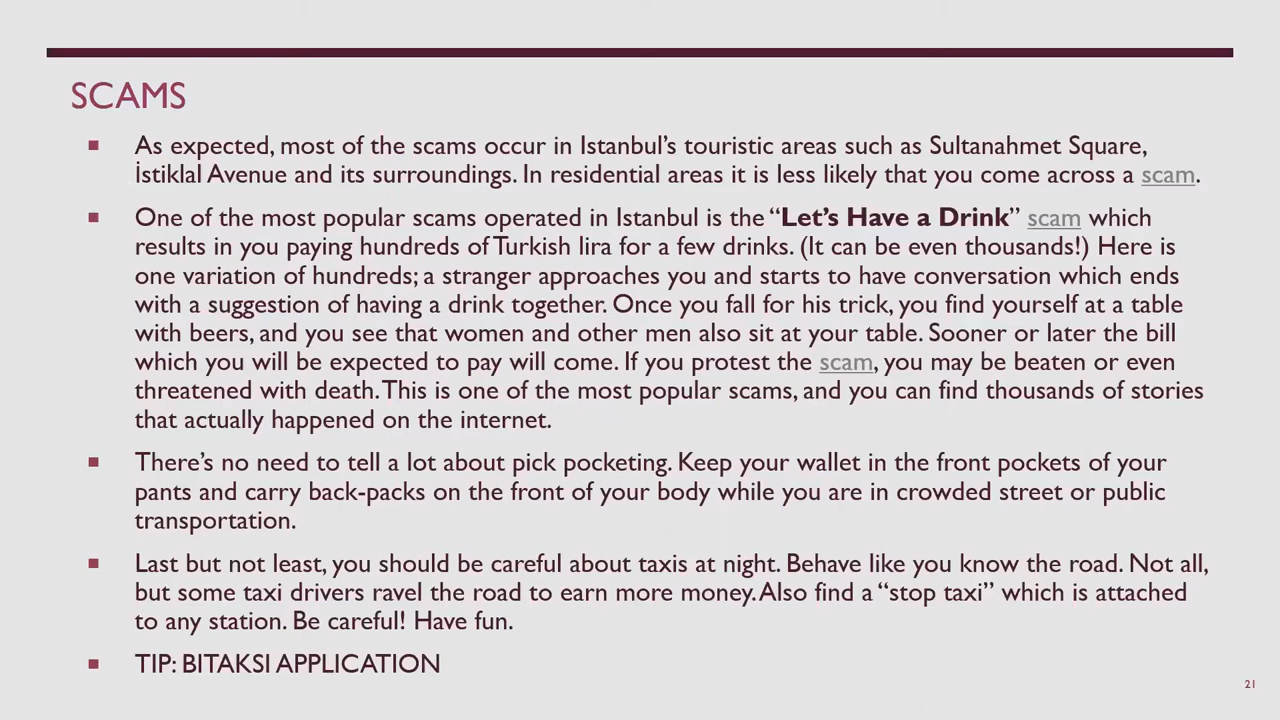 SCAMS
As expected, most of the scams occur in Istanbul's touristic areas such as Sultanahmet Square,
İstiklal Avenue and its surroundings. In residential areas it is less likely that you come across a scam.
One of the most popular scams operated in Istanbul is the “Let's Have a Drink” scam which
results in you paying hundreds of Turkish lira for a few drinks. (It can be even thousands!) Here is
one variation of hundreds; a stranger approaches you and starts to have conversation which ends
with a suggestion of having a drink together. Once you fall for his trick, you find yourself at a table
with beers, and you see that women and other men also sit at your table. Sooner or later the bill
which you will be expected to pay will come. If you protest the scam, you may be beaten or even
threatened with death. This is one of the most popular scams, and you can find thousands of stories
that actually happened on the internet.
There's no need to tell a lot about pick pocketing. Keep your wallet in the front pockets of your
pants and carry back-packs on the front of your body while you are in crowded street or public
transportation.
Last but not least, you should be careful about taxis at night. Behave like you know the road. Not all,
but some taxi drivers ravel the road to earn more money. Also find a “stop taxi” which is attached
to any station. Be careful! Have fun.
TIP: BITAKSI APPLICATION
21